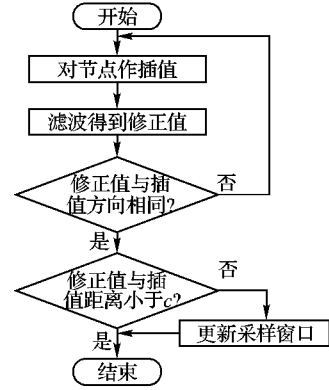 开始
对节点作插值
滤波得到修正值
修正值与插
值方向相同?
否
是
修正值与插
值距离小于c?
否
更新采样窗口
是
结束